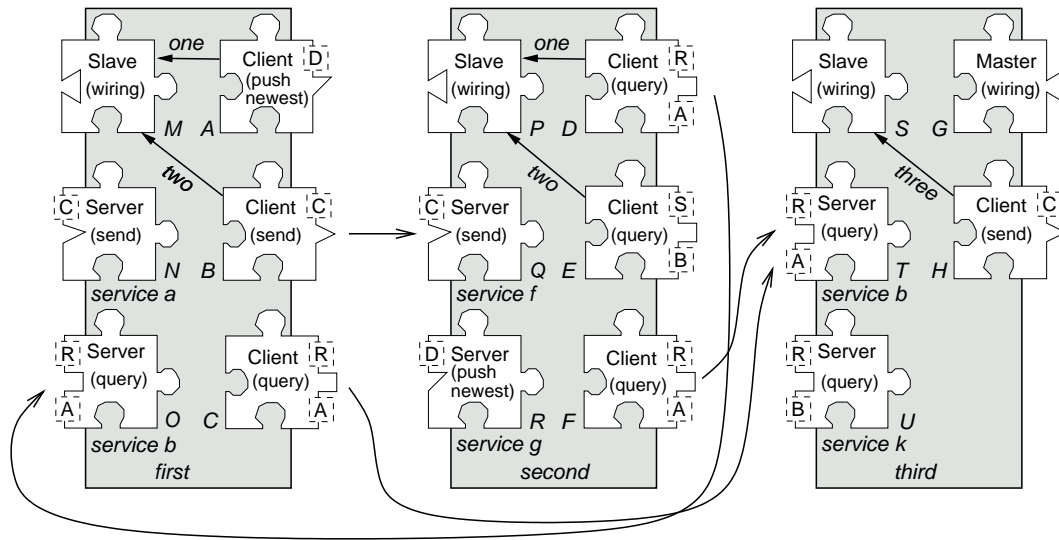 one
Slave
(wiring)
Client
(push
newest)
D
M
A
two
C
Server
(send)
Client
(send)
C
N
B
service a
R
Server
(query)
A
Client
(query)
R
A
O
C
service b
first
one
Slave
(wiring)
Client
(query)
R
A
P
D
two
C
Server
(send)
Client
(query)
S
B
Q
E
service f
D
Server
(push
newest)
Client
(query)
R
A
R
F
service g
second
Slave
(wiring)
Master
(wiring)
S
G
three
R
Server
(query)
A
Client
(send)
C
T
H
service b
R
Server
(query)
B
U
service k
third